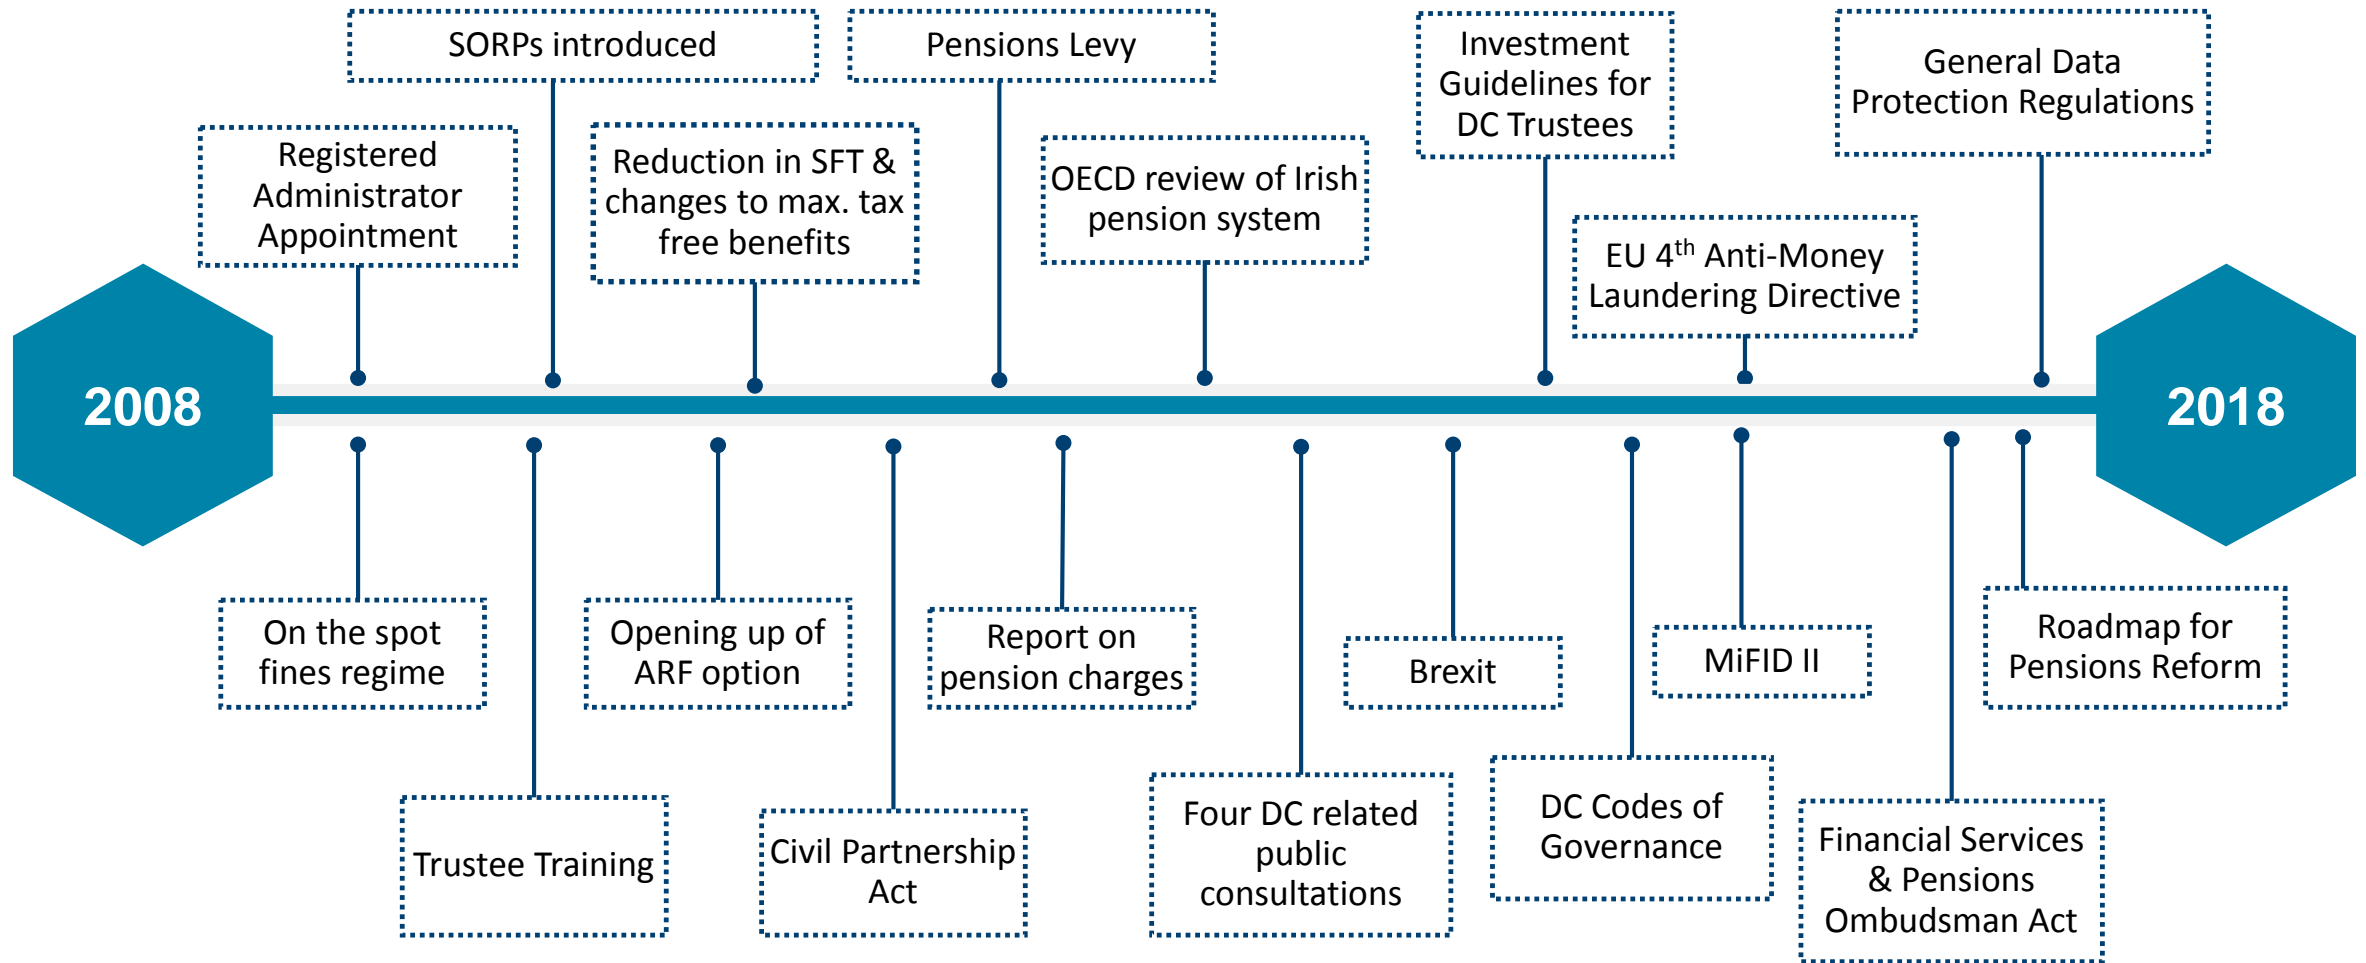 SORPs introduced
Pensions Levy
Investment
Guidelines for
DC Trustees
General Data
Protection Regulations
Registered
Administrator
Appointment
Reduction in SFT &
changes to max. tax
free benefits
OECD review of Irish
pension system
EU 4th Anti-Money
Laundering Directive
2008
2018
On the spot
fines regime
Opening up of
ARF option
Report on
pension charges
Brexit
MiFID II
Roadmap for
Pensions Reform
Trustee Training
Civil Partnership
Act
Four DC related
public
consultations
DC Codes of
Governance
Financial Services
& Pensions
Ombudsman Act